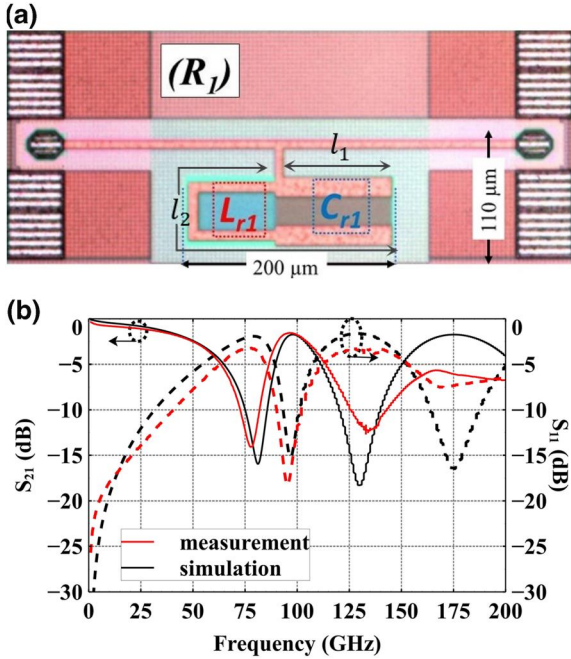 (a)
(R1)
l1
l2
Lr1
Cr1
110 μm
200 μm
(b)
0
−5
−10
−15
−20
−25
−30
S21 (dB)
0
−5
−10
−15
−20
−25
−30
S11 (dB)
measurement
simulation
0 25 50 75 100 125 150 175 200
Frequency (GHz)